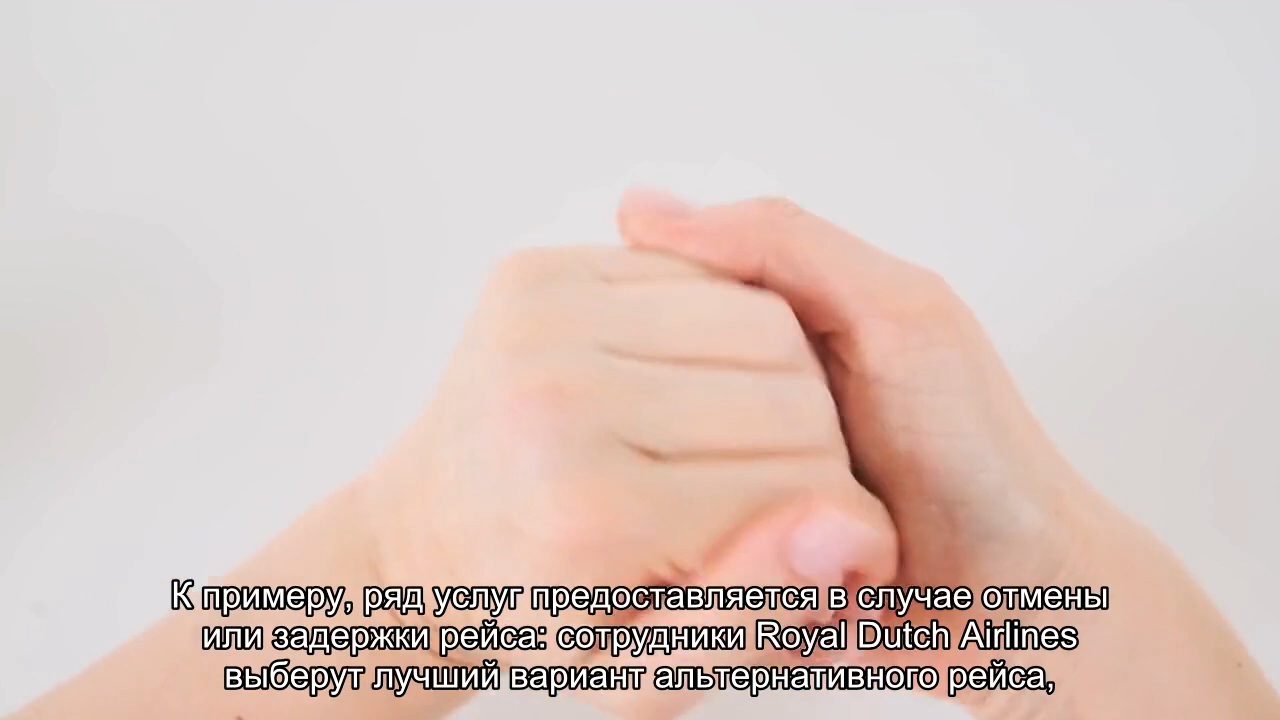 К примеру, ряд услуг предоставляется в случае отмены
или задержки рейса: сотрудники Royal Dutch Airlines
выберут лучший вариант альтернативного рейса,